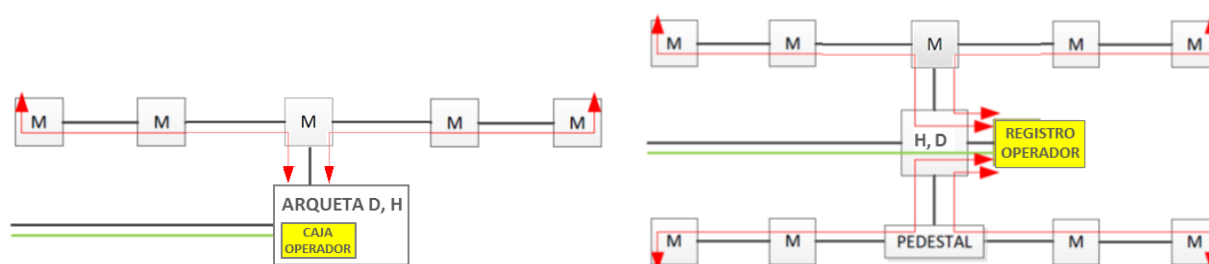 M M M M M
ARQUETA D, H
CAJA
OPERADOR
M M M M M
H, D
REGISTRO
OPERADOR
M M PEDESTAL M M